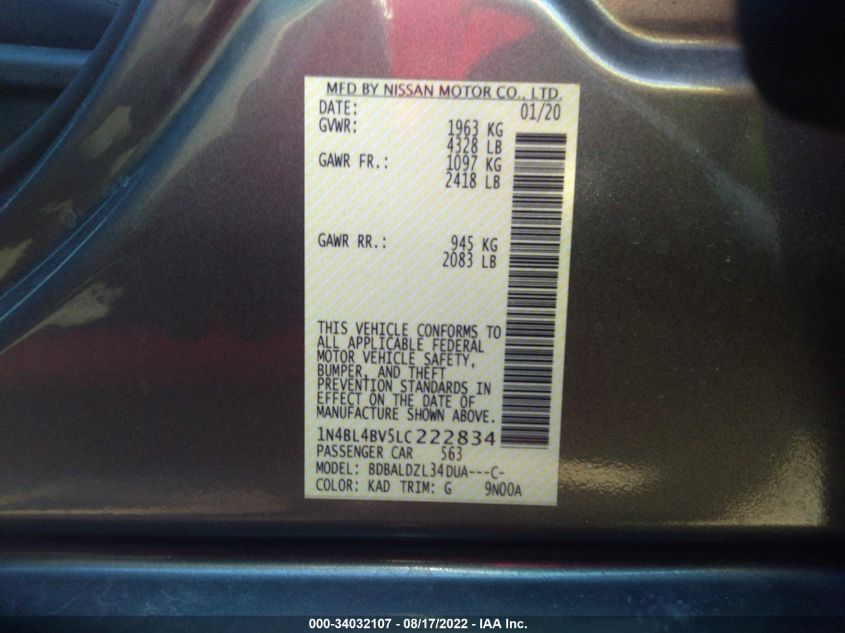 MFD BY NISSAN MOTOR CO., LTD.
DATE: 01/20
GVWR: 1963 KG
4328 LB
GAWR FR.: 1097 KG
2418 LB
GAWR RR.: 945 KG
2083 LB
THIS VEHICLE CONFORMS TO
ALL APPLICABLE FEDERAL
MOTOR VEHICLE SAFETY,
BUMPER, AND THEFT
PREVENTION STANDARDS IN
EFFECT ON THE DATE OF
MANUFACTURE SHOWN ABOVE.
1N4BL4BV5LC222834
PASSENGER CAR 563
MODEL: BDBALDZL34DUA---C-
COLOR: KAD TRIM: G 9N00A
000-34032107 - 08/17/2022 - IAA Inc.